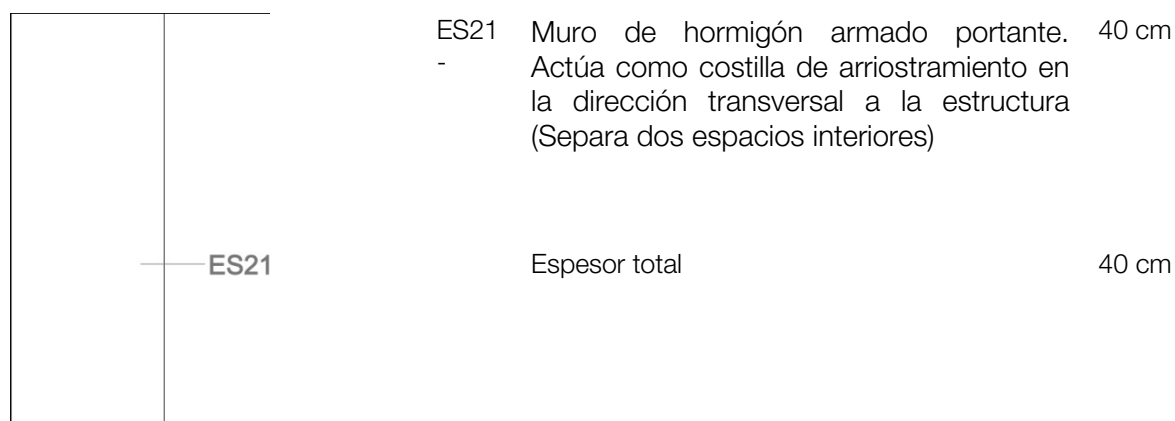 ES21 Muro de hormigón armado portante. 40 cm
- Actúa como costilla de arriostramiento en
la dirección transversal a la estructura
(Separa dos espacios interiores)
ES21 Espesor total 40 cm